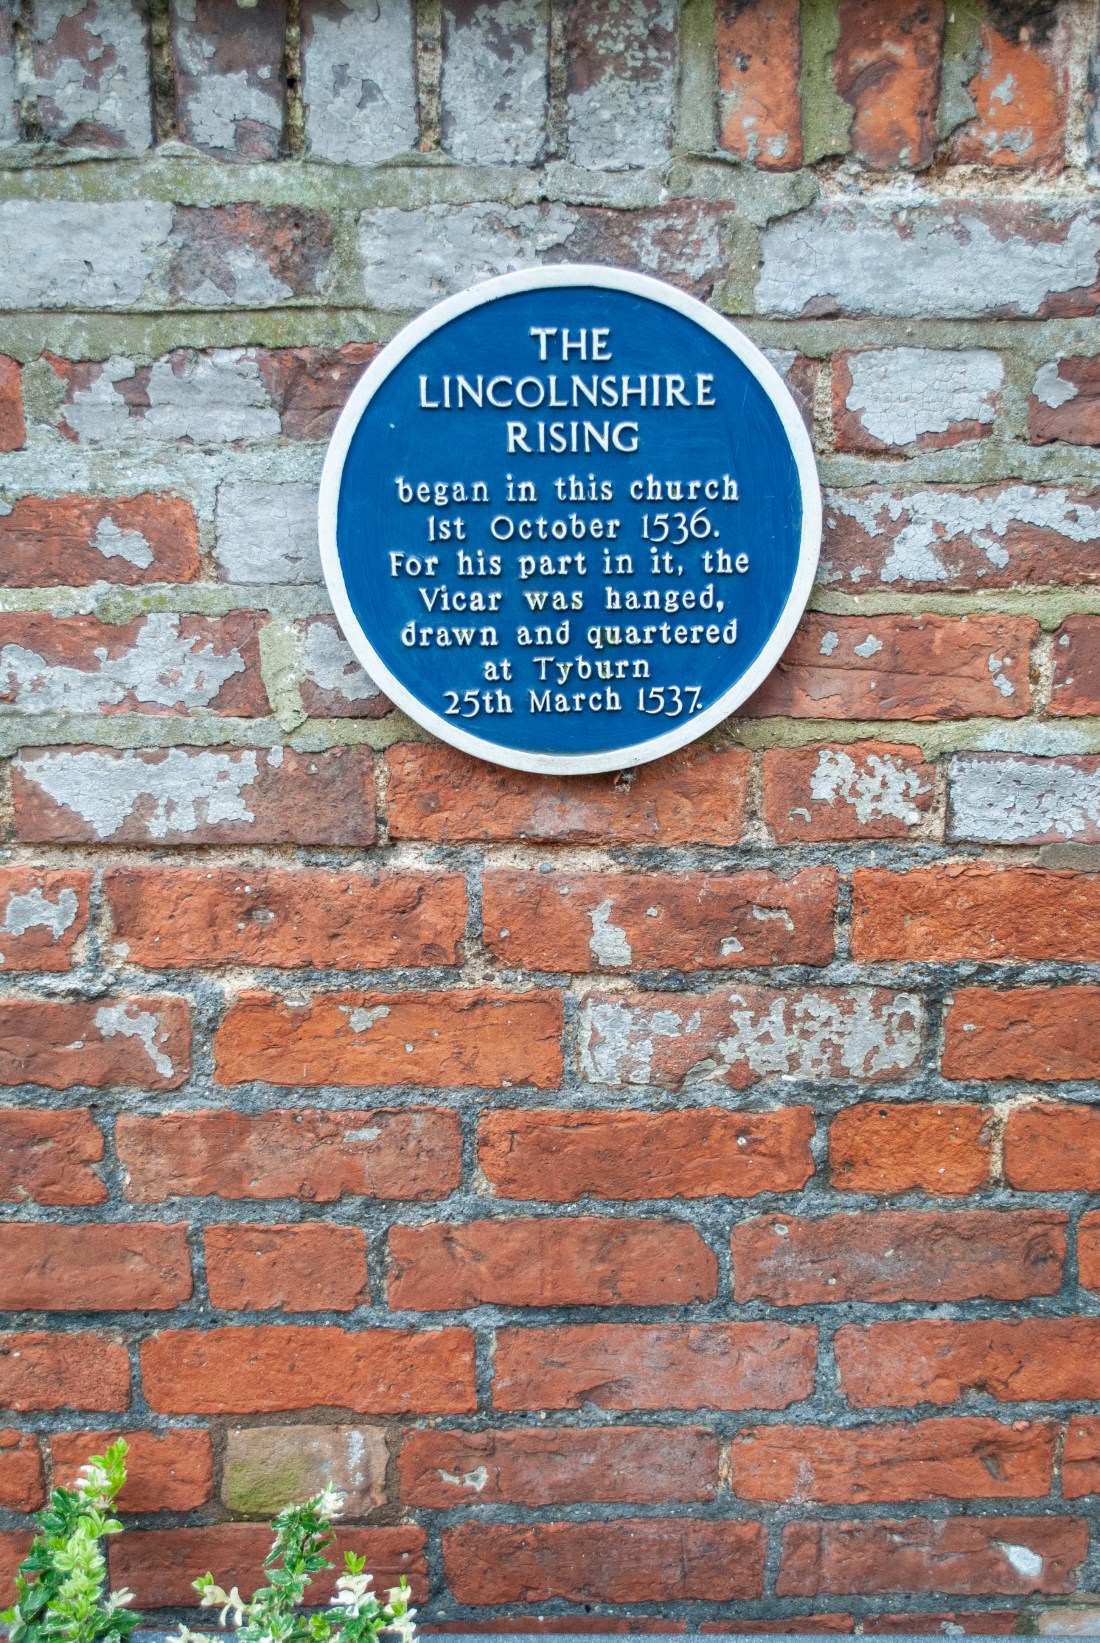 THE
LINCOLNSHIRE
RISING
began in this church
1st October 1536.
For his part in it, the
Vicar was hanged,
drawn and quartered
at Tyburn
25th March 1537.